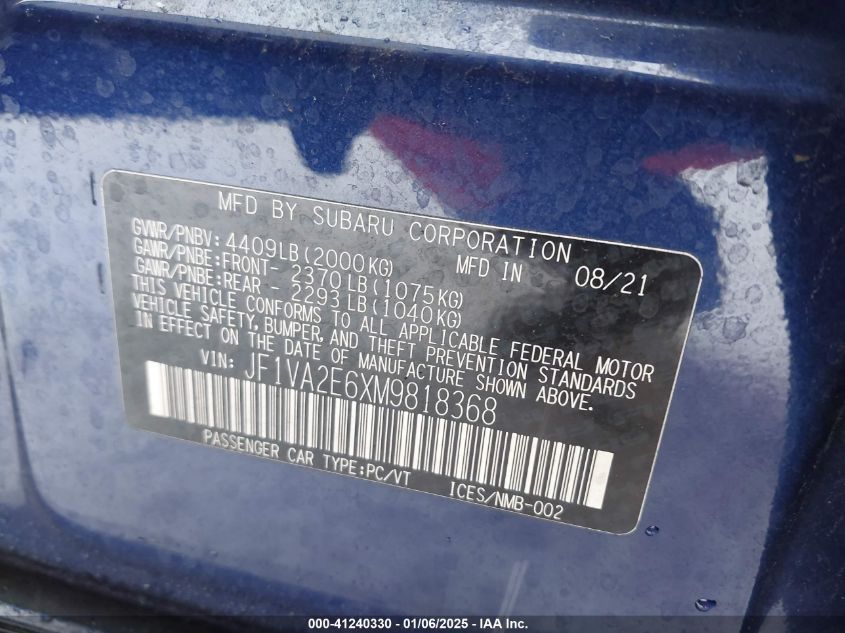 MFD BY SUBARU CORPORATION
GVWR/PNBV: 4409LB(2000KG) MFD IN 08/21
GAWR/PNBE:FRONT- 2370LB(1075KG)
GAWR/PNBE:REAR - 2293LB(1040KG)
THIS VEHICLE CONFORMS TO ALL APPLICABLE FEDERAL MOTOR
VEHICLE SAFETY, BUMPER, AND THEFT PREVENTION STANDARDS
IN EFFECT ON THE DATE OF MANUFACTURE SHOWN ABOVE.
VIN: JF1VA2E6XM9818368
PASSENGER CAR TYPE:PC/VT ICES/NMB-002
000-41240330 - 01/06/2025 - IAA Inc.